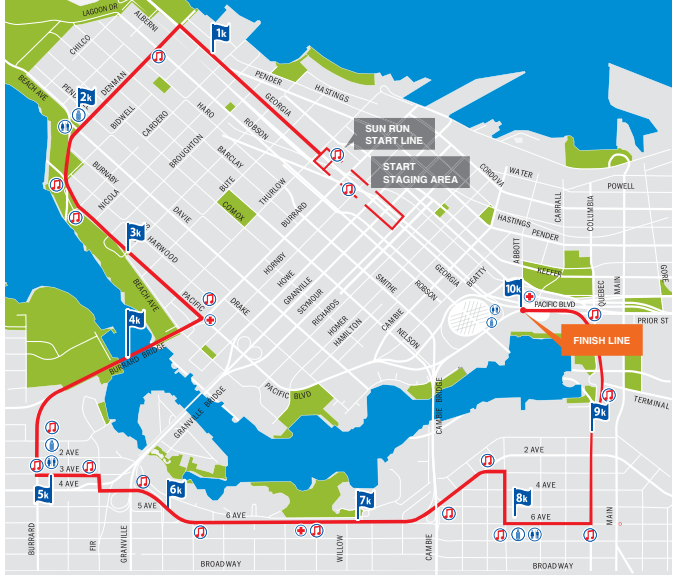 LAGOON DR
ALBERNI
1k
CHILCO
PENDER
HASTINGS
BEACH AVE
DENMAN
2k
GEORGIA
BIDWELL
HARO
CARDERO
ROBSON
SUN RUN
START LINE
BROUGHTON
BARCLAY
START
STAGING AREA
BURNABY
NICOLA
BUTE
THURLOW
CORDOVA
WATER
POWELL
COMOX
BURRARD
DAVIE
CARRALL
COLUMBIA
HASTINGS
PENDER
3k
HARWOOD
HORNBY
ABBOTT
HOWE
GRANVILLE
SEYMOUR
RICHARDS
HOMER
HAMILTON
SMITHE
ROBSON
GEORGIA
BEATTY
KEEFER
QUEBEC
MAIN
GORE
BEACH AVE
PACIFIC
DRAKE
10k
PACIFIC BLVD
PRIOR ST
4k
CAMBIE
NELSON
FINISH LINE
BURRARD BRIDGE
GRANVILLE BRIDGE
PACIFIC BLVD
CAMBIE BRIDGE
9k
TERMINAL
2 AVE
3 AVE
4 AVE
5k
5 AVE
6k
6 AVE
7k
2 AVE
4 AVE
8k
6 AVE
MAIN
BURRARD
FIR
GRANVILLE
BROADWAY
WILLOW
CAMBIE
BROADWAY